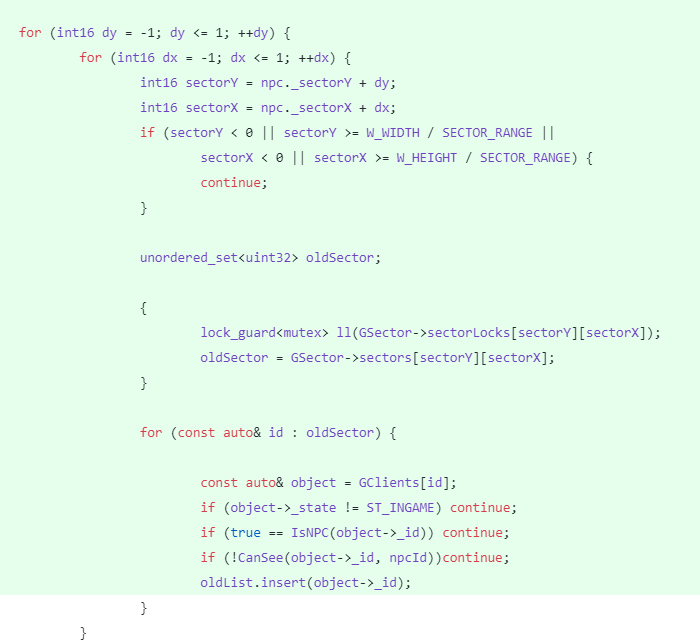 for (int16 dy = -1; dy <= 1; ++dy) {
for (int16 dx = -1; dx <= 1; ++dx) {
int16 sectorY = npc._sectorY + dy;
int16 sectorX = npc._sectorX + dx;
if (sectorY < 0 || sectorY >= W_WIDTH / SECTOR_RANGE ||
sectorX < 0 || sectorX >= W_HEIGHT / SECTOR_RANGE) {
continue;
}
unordered_set<uint32> oldSector;
{
lock_guard<mutex> ll(GSector->sectorLocks[sectorY][sectorX]);
oldSector = GSector->sectors[sectorY][sectorX];
}
for (const auto& id : oldSector) {
const auto& object = GClients[id];
if (object->_state != ST_INGAME) continue;
if (true == IsNPC(object->_id)) continue;
if (!CanSee(object->_id, npcId))continue;
oldList.insert(object->_id);
}
}